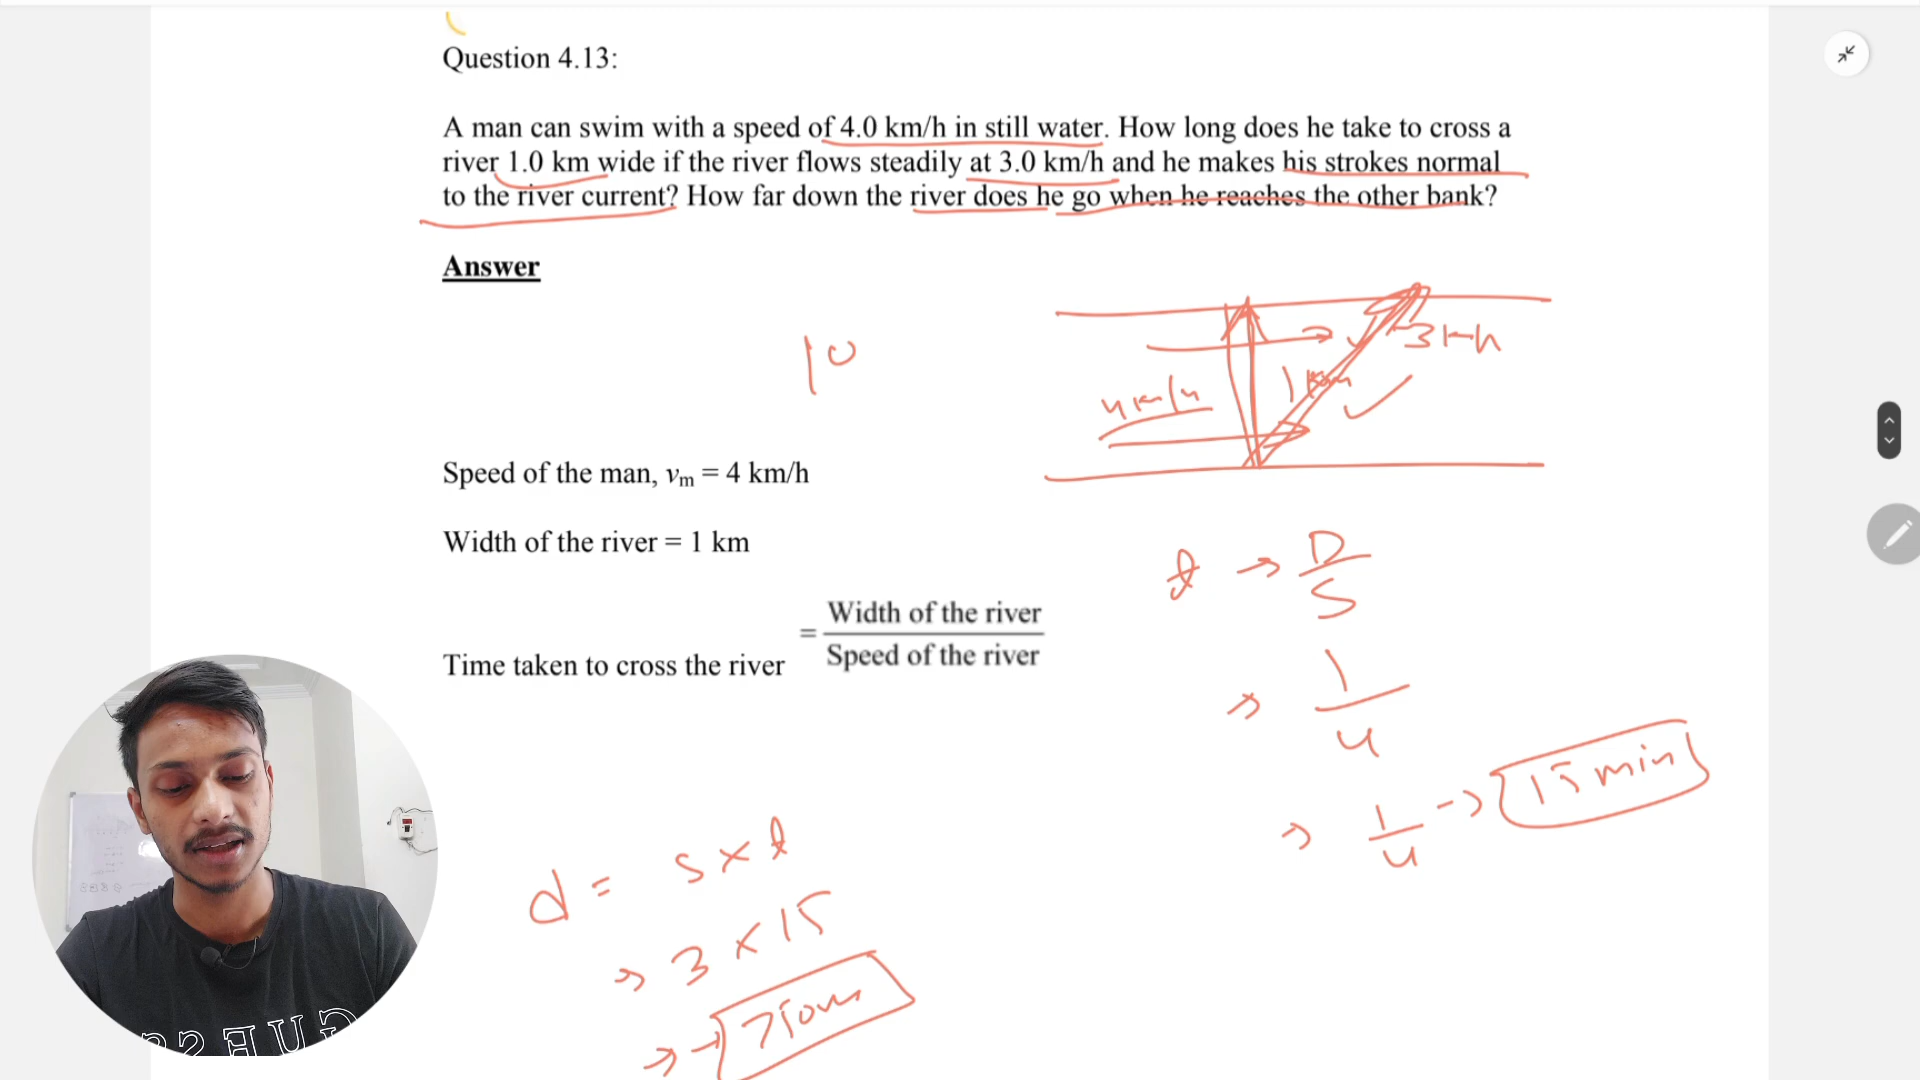 Question 4.13:
A man can swim with a speed of 4.0 km/h in still water. How long does he take to cross a
river 1.0 km wide if the river flows steadily at 3.0 km/h and he makes his strokes normal
to the river current? How far down the river does he go when he reaches the other bank?
Answer
10
3 km
1 km
4 km/h
Speed of the man, vm = 4 km/h
Width of the river = 1 km
t → D
S
Time taken to cross the river = Width of the river
Speed of the river
→ 1
4
→ 1
4
→ 15 min
d = s × t
→ 3 × 15
→ → 750m
GUESS